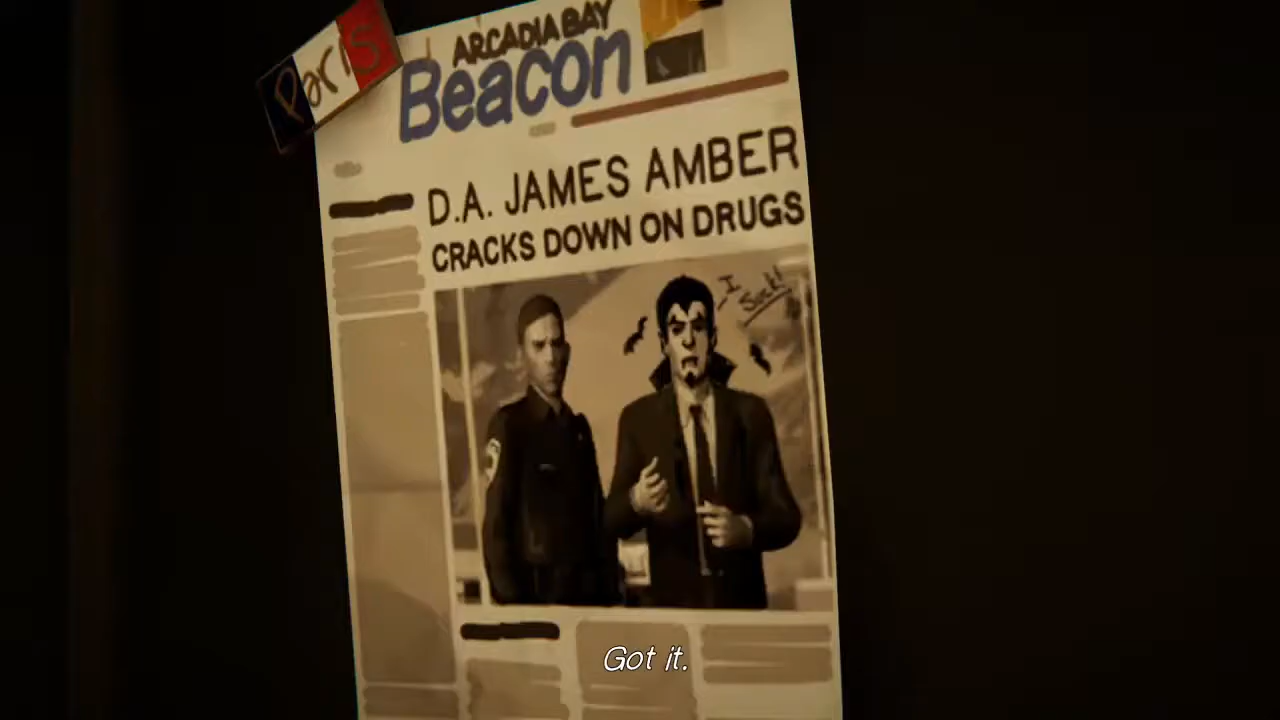 Paris
ARCADIA BAY
Beacon
D.A. JAMES AMBER
CRACKS DOWN ON DRUGS
I
Suck!
Got it.